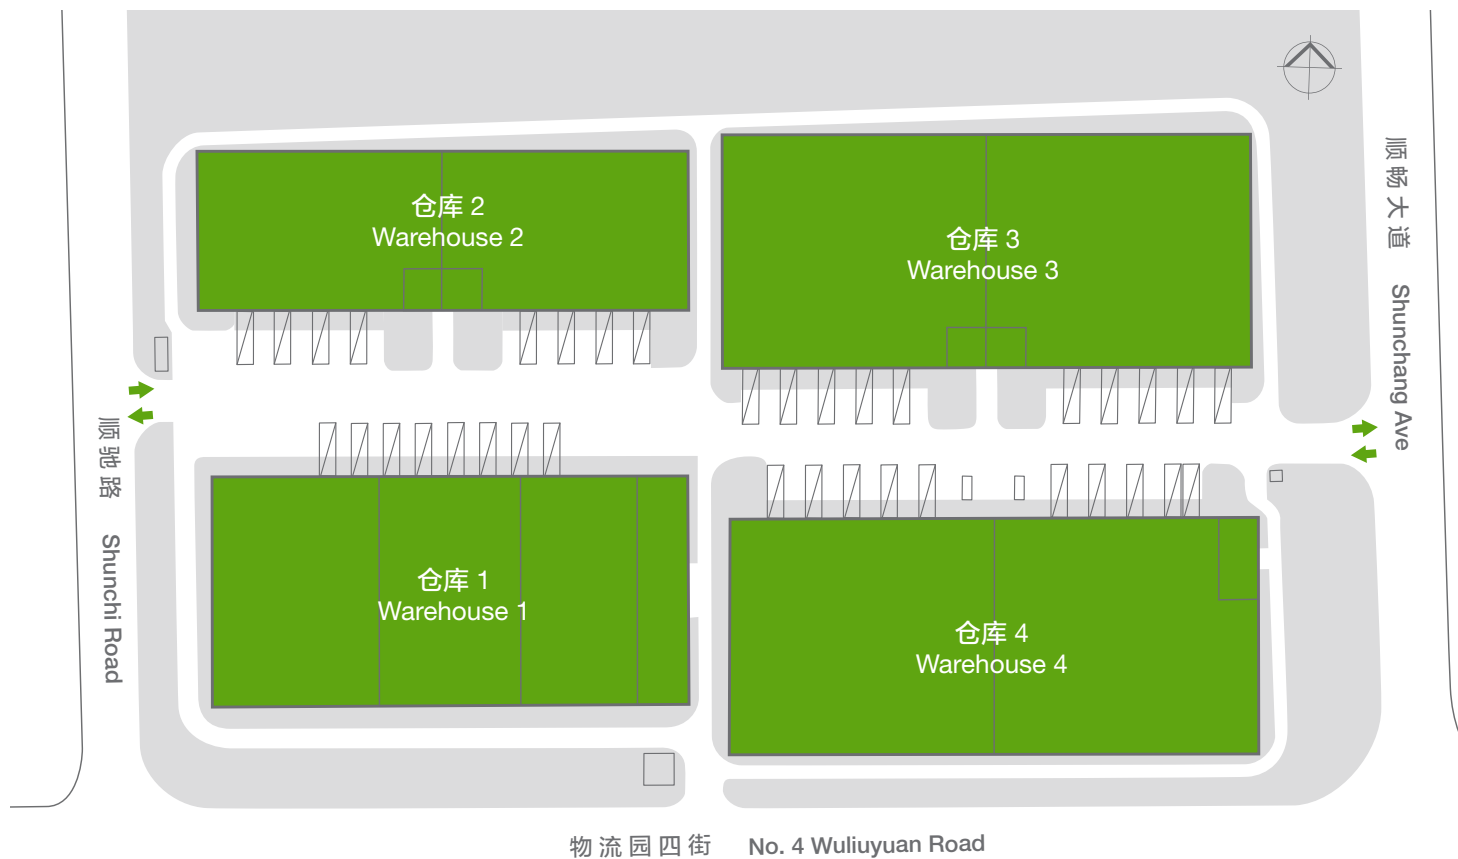 仓库 2
Warehouse 2
仓库 3
Warehouse 3
顺畅大道 Shunchang Ave
顺驰路 Shunchi Road
仓库 1
Warehouse 1
仓库 4
Warehouse 4
物流园四街 No. 4 Wuliuyuan Road